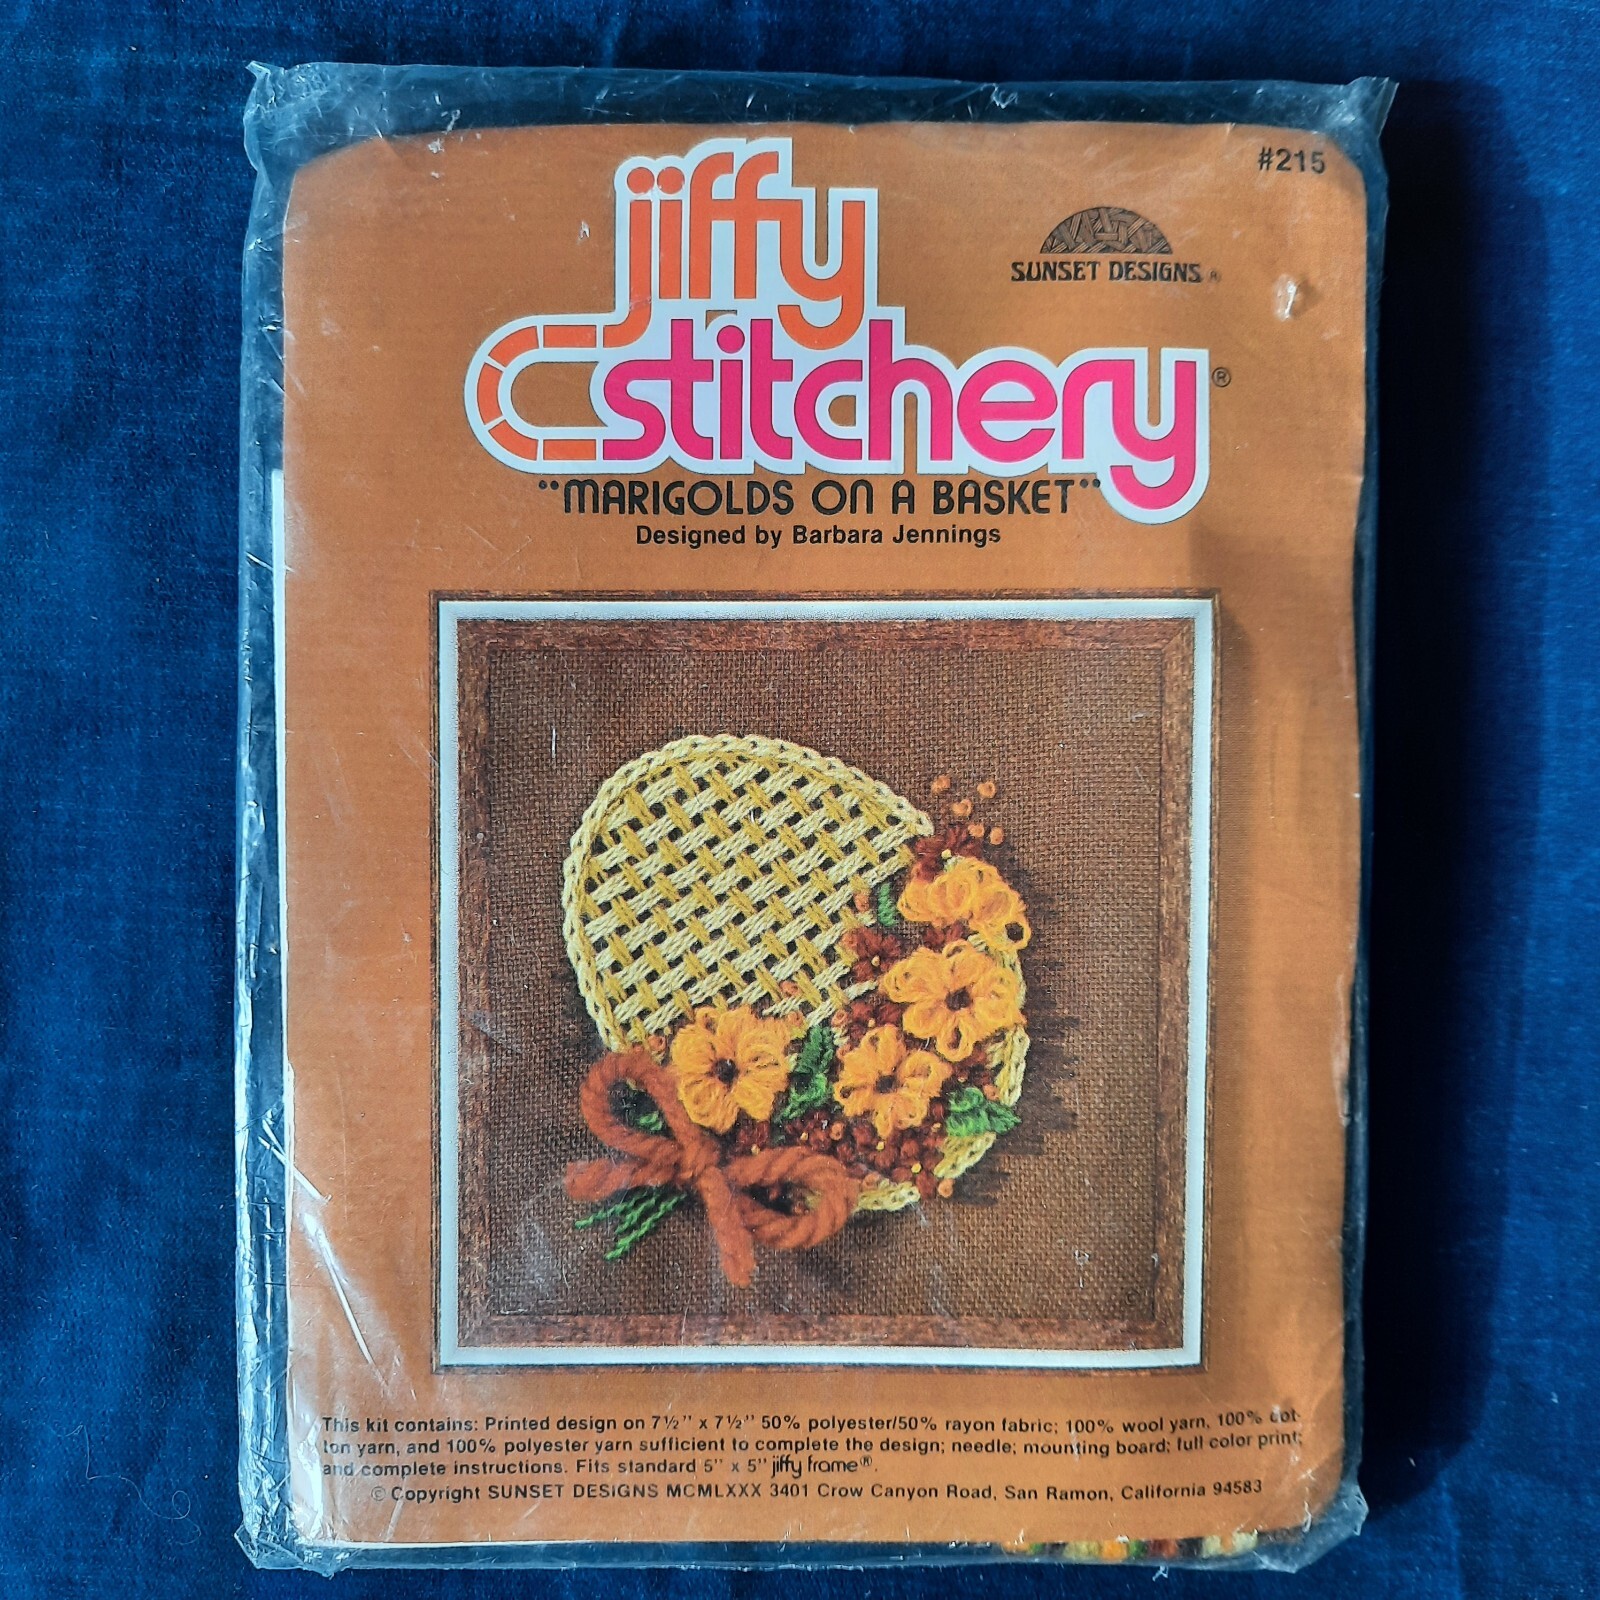 #215
jiffy
stitchery®
SUNSET DESIGNS ®
"MARIGOLDS ON A BASKET"
Designed by Barbara Jennings
©
This kit contains: Printed design on 7½" x 7½" 50% polyester/50% rayon fabric; 100% wool yarn, 100% cot-
ton yarn, and 100% polyester yarn sufficient to complete the design; needle; mounting board; full color print;
and complete instructions. Fits standard 5" x 5" jiffy frame®.
© Copyright SUNSET DESIGNS MCMLXXX 3401 Crow Canyon Road, San Ramon, California 94583